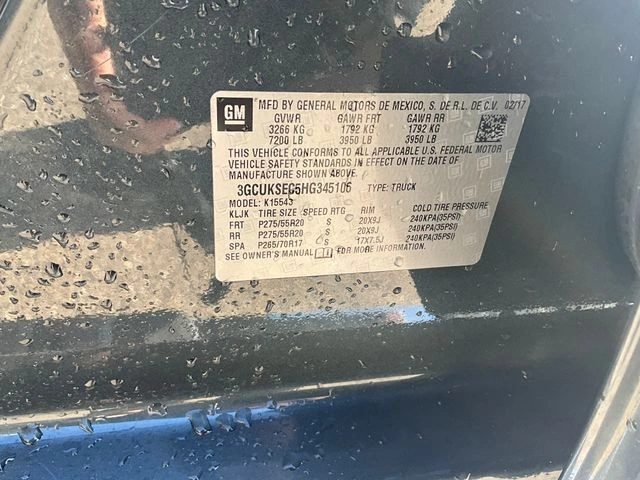 GM MFD BY GENERAL MOTORS DE MEXICO, S. DE R.L. DE C.V. 02/17
GVWR GAWR FRT GAWR RR
3266 KG 1792 KG 1792 KG
7200 LB 3950 LB 3950 LB
THIS VEHICLE CONFORMS TO ALL APPLICABLE U.S. FEDERAL MOTOR
VEHICLE SAFETY STANDARDS IN EFFECT ON THE DATE OF
MANUFACTURE SHOWN ABOVE.
3GCUKSEC5HG345106 TYPE: TRUCK
MODEL: K15543
KLJK TIRE SIZE SPEED RTG RIM COLD TIRE PRESSURE
FRT P275/55R20 S 20X9J 240KPA(35PSI)
RR P275/55R20 S 20X9J 240KPA(35PSI)
SPA P265/70R17 S 17X7.5J 240KPA(35PSI)
SEE OWNER'S MANUAL FOR MORE INFORMATION.